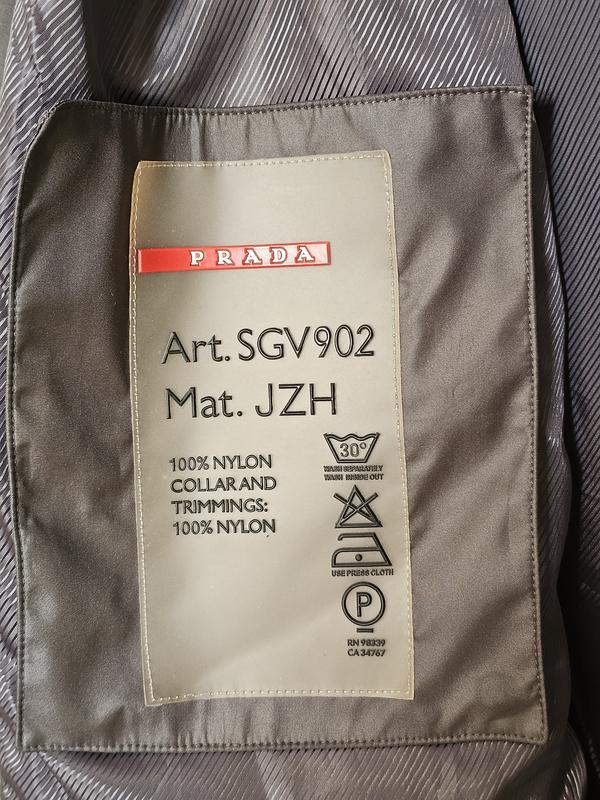 PRADA
Art. SGV902
Mat. JZH
100% NYLON
COLLAR AND
TRIMMINGS:
100% NYLON
30°
WASH SEPARATELY
WASH INSIDE OUT
USE PRESS CLOTH
P
RN 98339
CA 34767